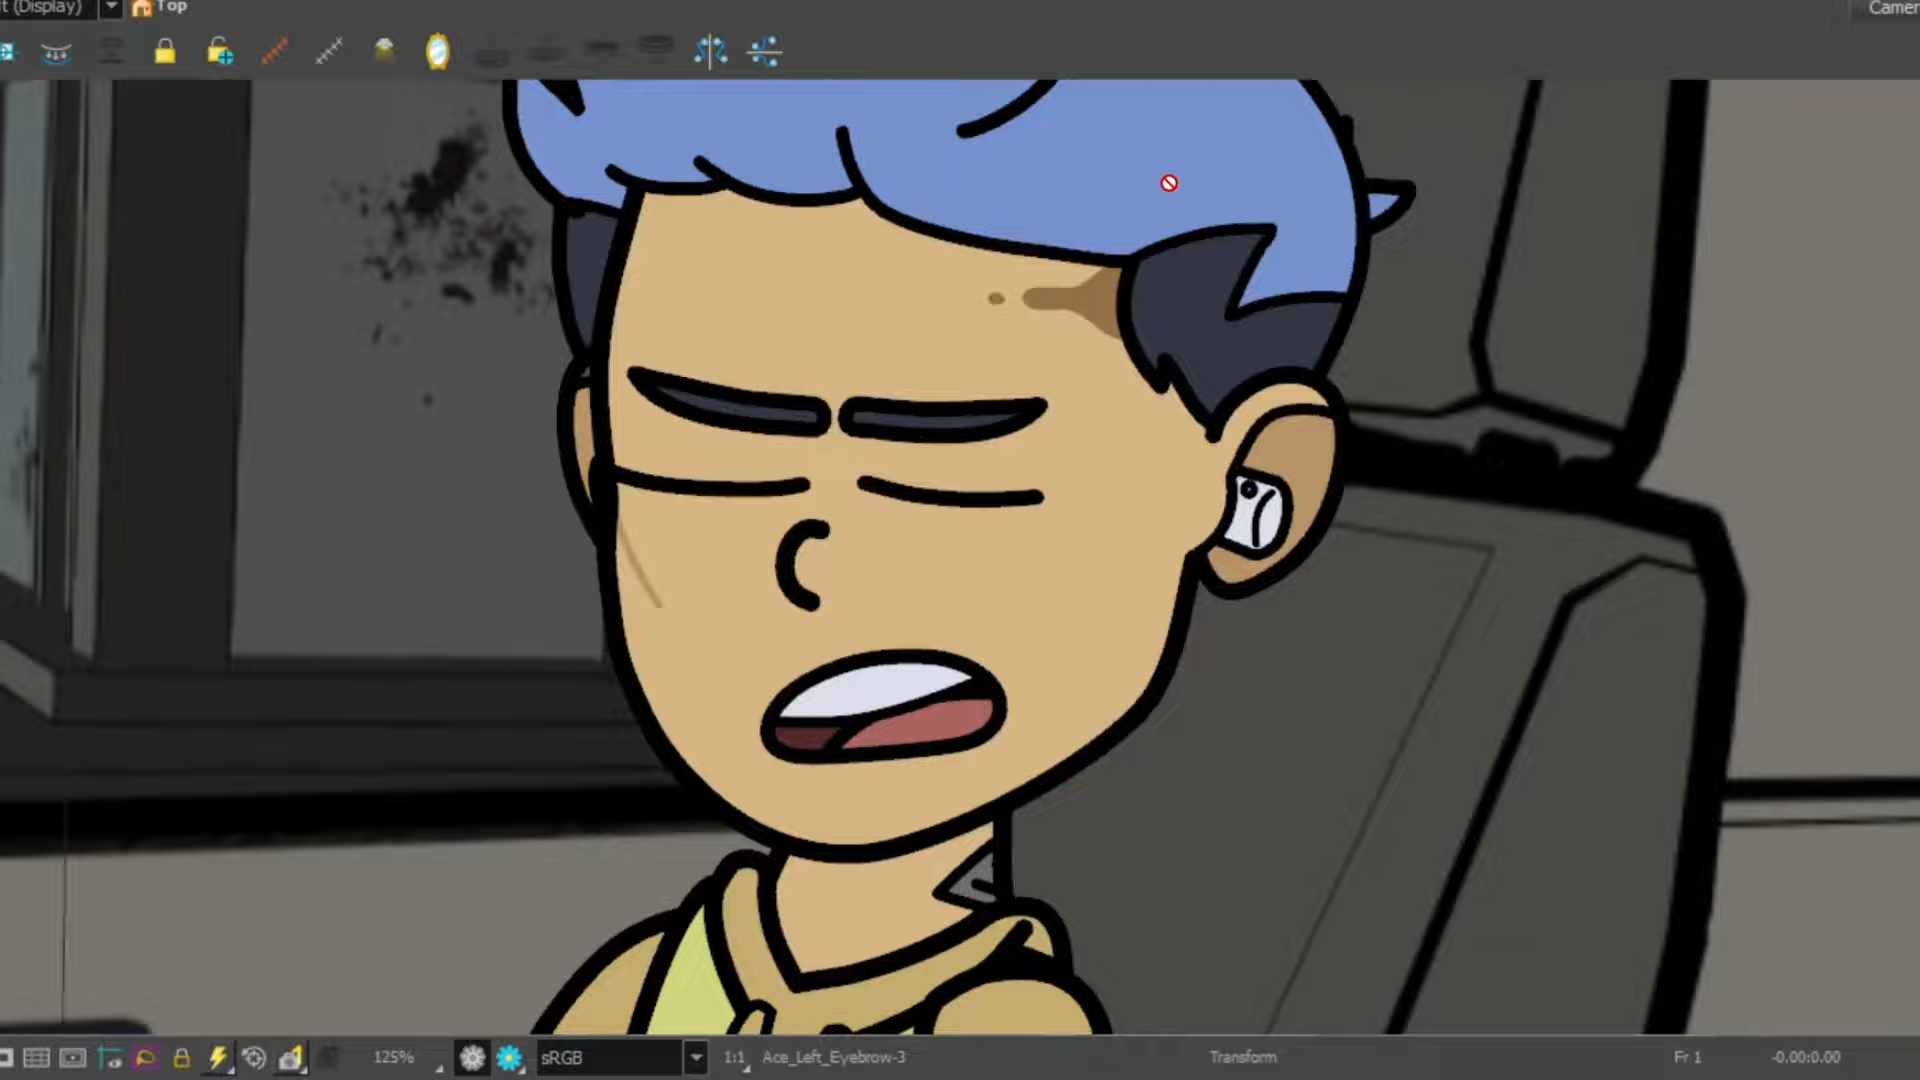 t (Display) Top Camer
125% sRGB 1:1 Ace_Left_Eyebrow-3 Transform Fr 1 -0.00:0.00